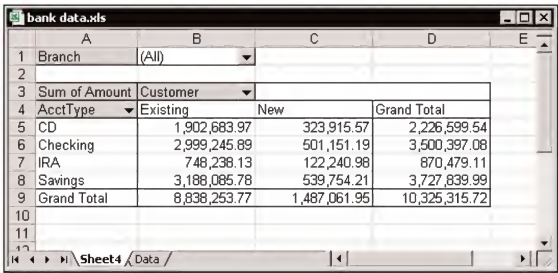 bank data.xls
A B C D E
1 Branch (All)
2
3 Sum of Amount Customer
4 AcctType Existing New Grand Total
5 CD 1,902,683.97 323,915.57 2,226,599.54
6 Checking 2,999,245.89 501,151.19 3,500,397.08
7 IRA 748,238.13 122,240.98 870,479.11
8 Savings 3,188,085.78 539,754.21 3,727,839.99
9 Grand Total 8,838,253.77 1,487,061.95 10,325,315.72
10
11
12
Sheet4 Data